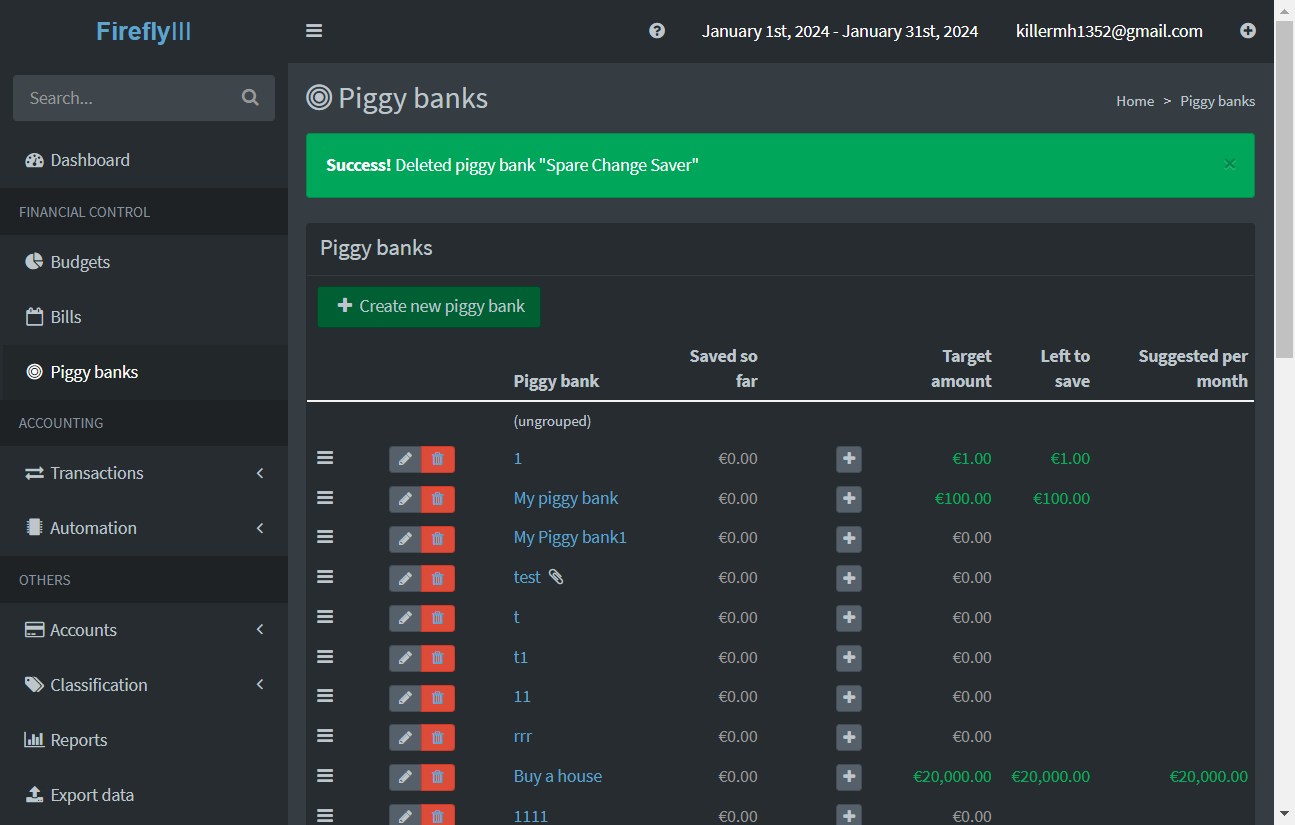 FireflyIII
January 1st, 2024 - January 31st, 2024
killermh1352@gmail.com
Search...
Dashboard
FINANCIAL CONTROL
Budgets
Bills
Piggy banks
ACCOUNTING
Transactions
Automation
OTHERS
Accounts
Classification
Reports
Export data
Piggy banks
Home > Piggy banks
Success! Deleted piggy bank "Spare Change Saver"
×
Piggy banks
Create new piggy bank
Piggy bank Saved so far Target amount Left to save Suggested per month
(ungrouped)
1 €0.00 €1.00 €1.00
My piggy bank €0.00 €100.00 €100.00
My Piggy bank1 €0.00 €0.00
test €0.00 €0.00
t €0.00 €0.00
t1 €0.00 €0.00
11 €0.00 €0.00
rrr €0.00 €0.00
Buy a house €0.00 €20,000.00 €20,000.00 €20,000.00
1111 €0.00 €0.00